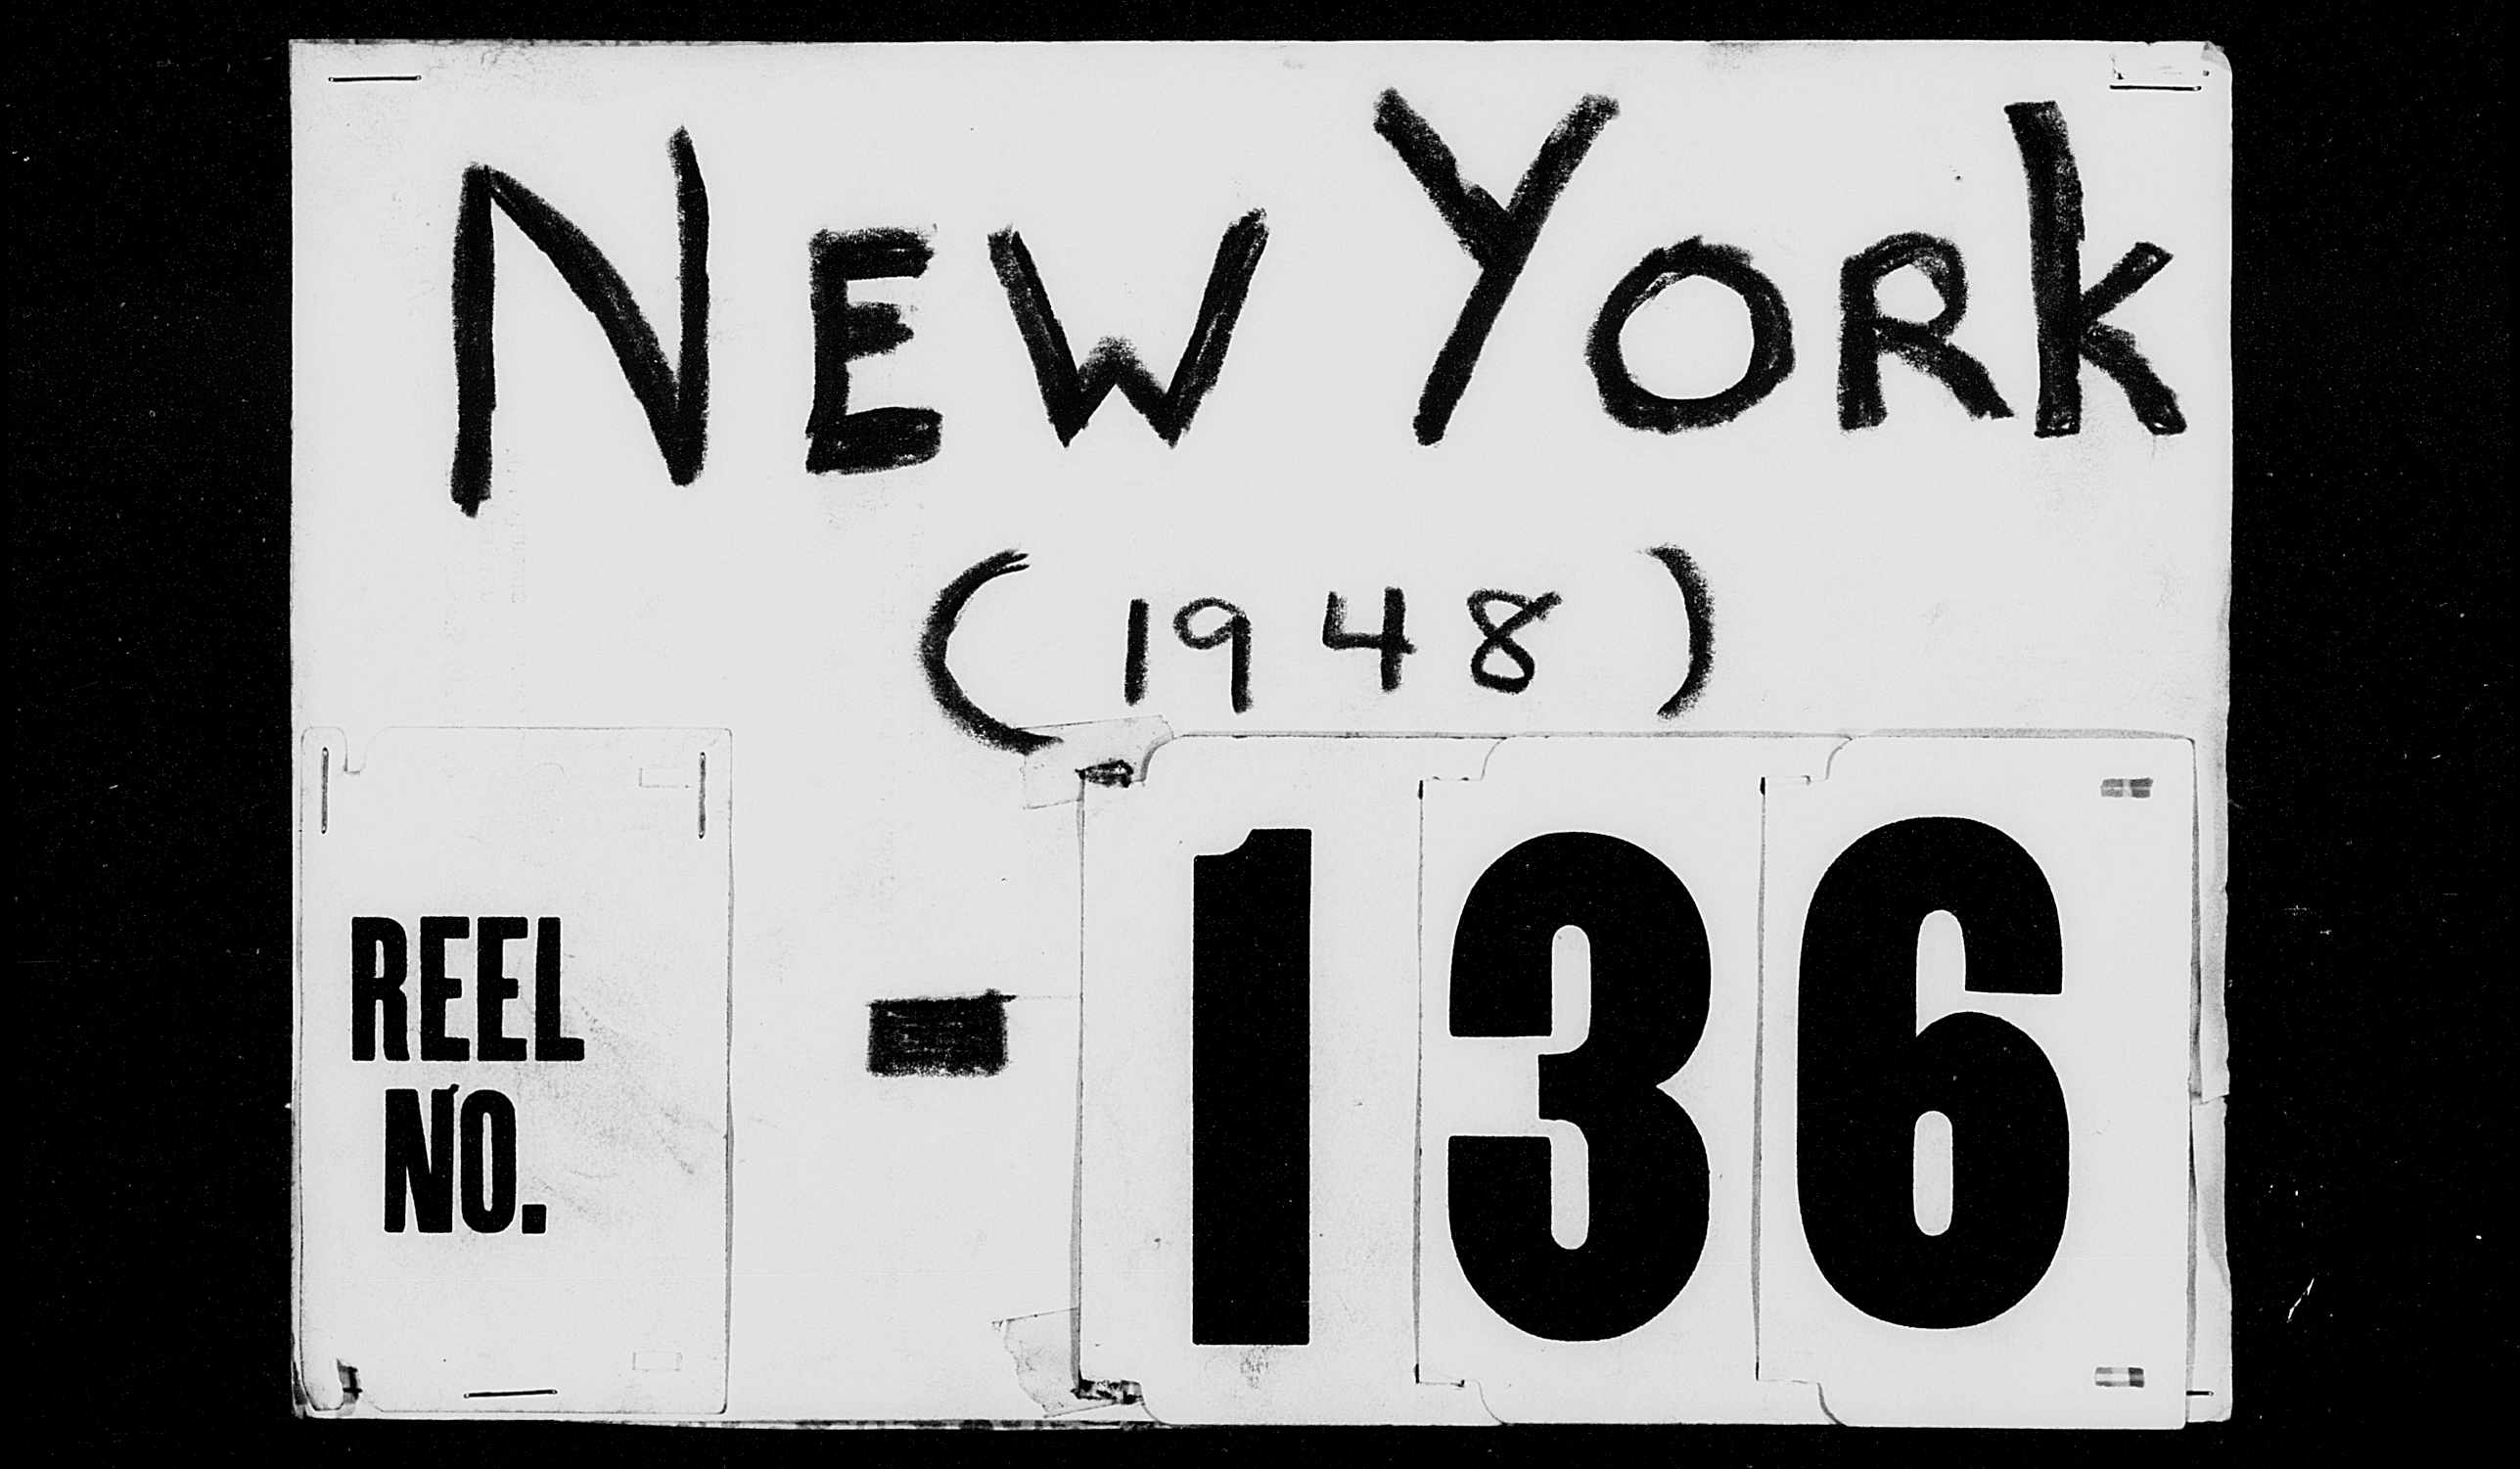 NEW YORK
(1948)
REEL
NO. - 136